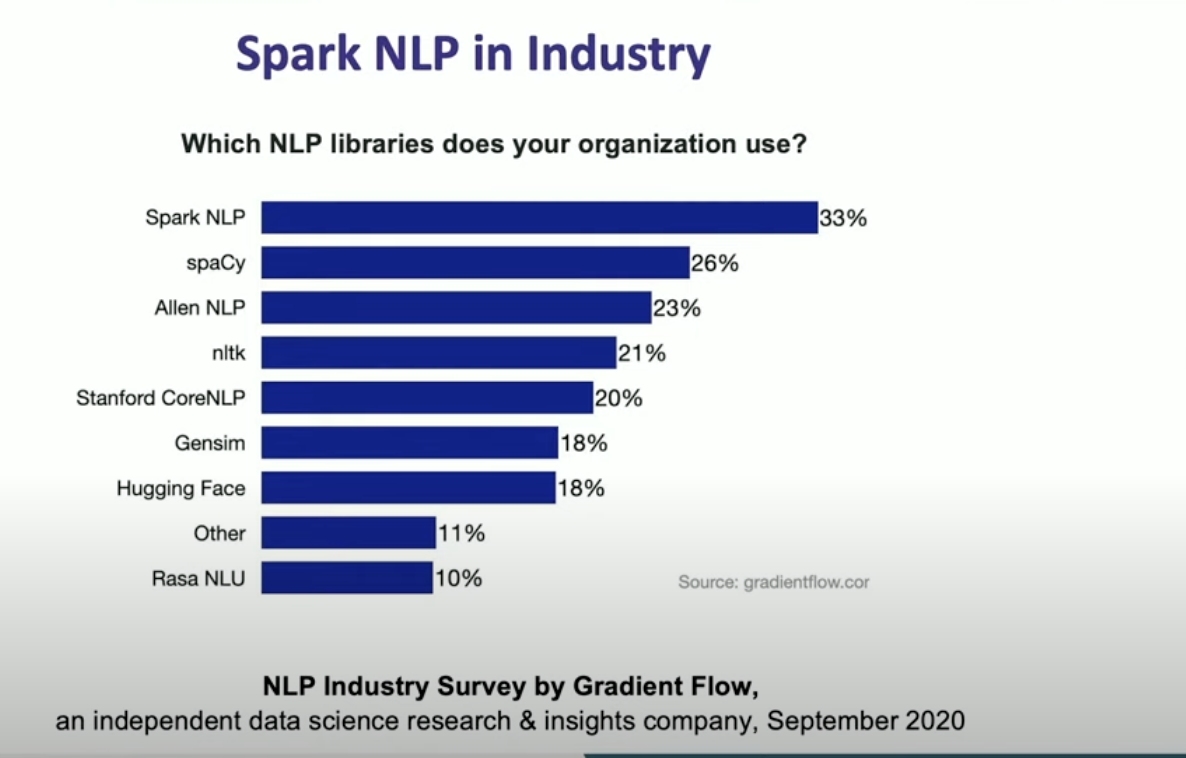 Spark NLP in Industry
Which NLP libraries does your organization use?
Spark NLP 33%
spaCy 26%
Allen NLP 23%
nltk 21%
Stanford CoreNLP 20%
Gensim 18%
Hugging Face 18%
Other 11%
Rasa NLU 10%
Source: gradientflow.cor
NLP Industry Survey by Gradient Flow,
an independent data science research & insights company, September 2020